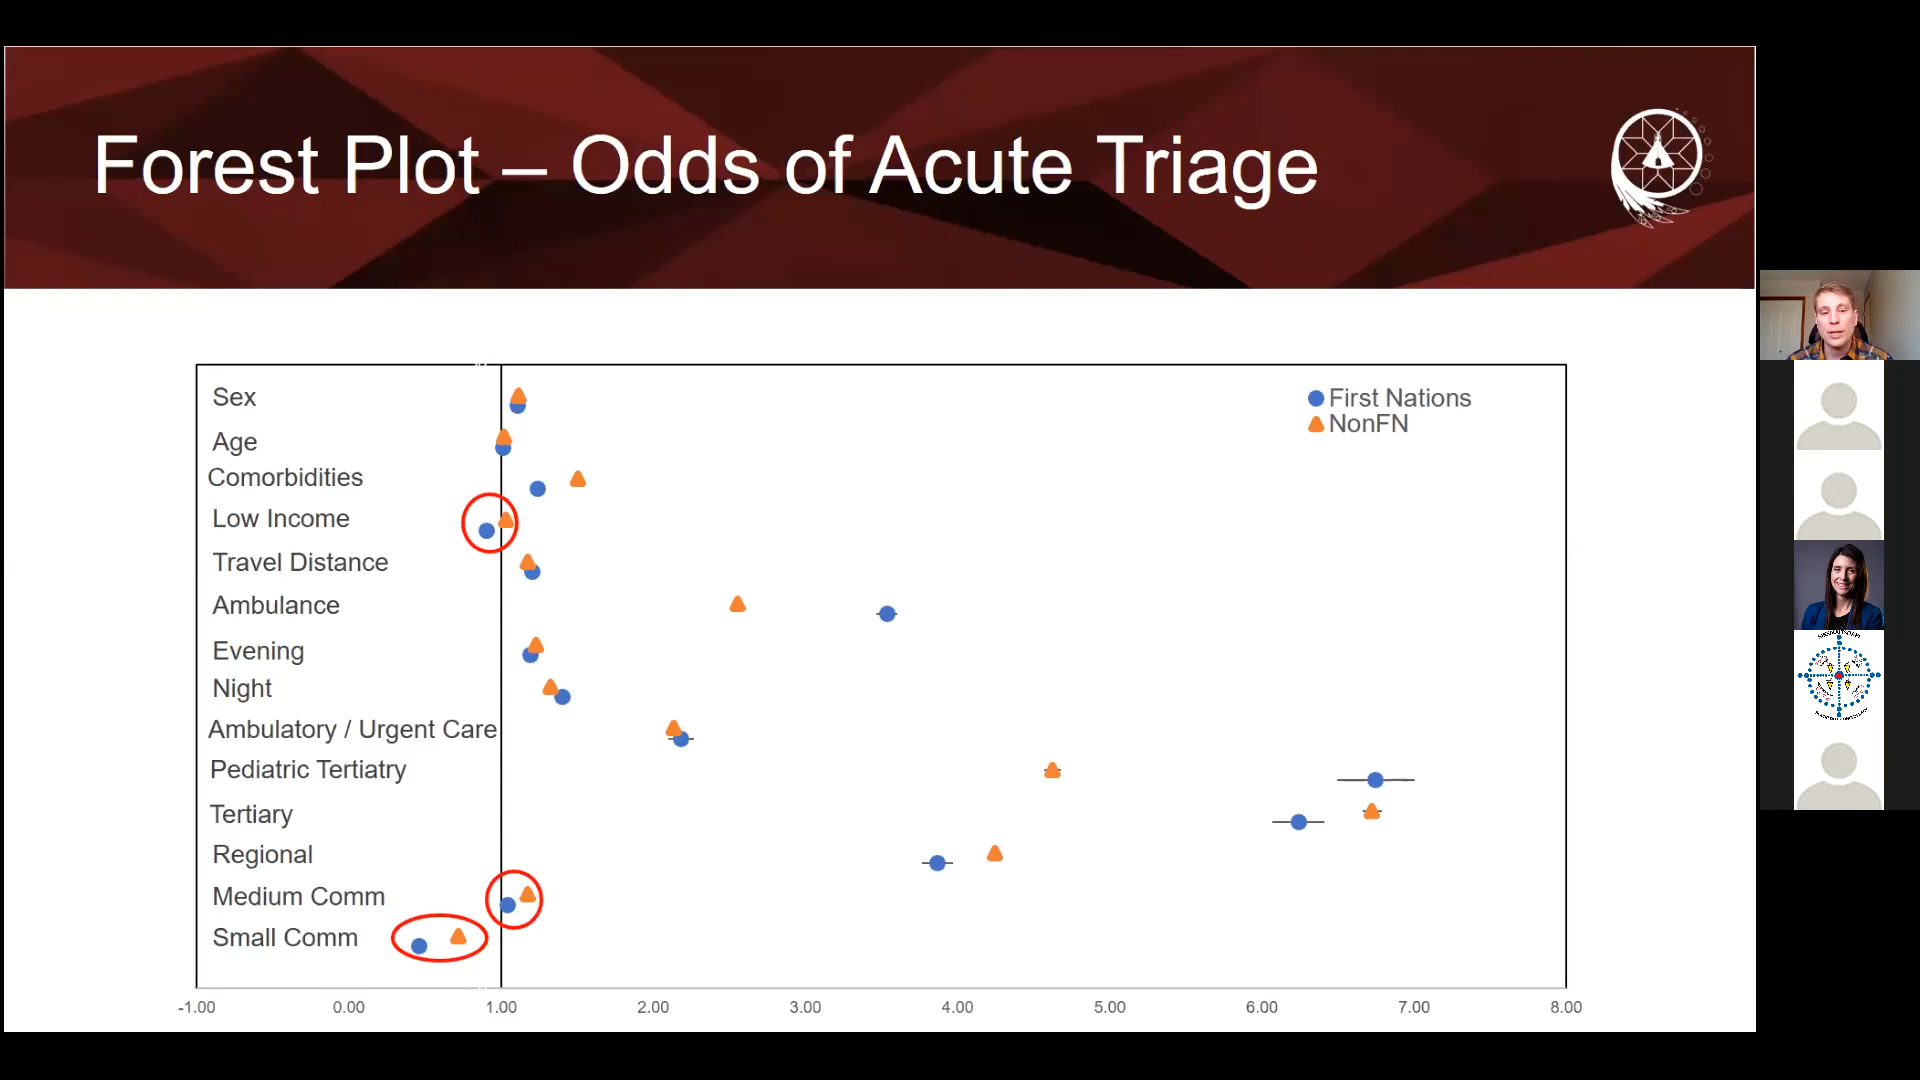 Forest Plot – Odds of Acute Triage
Sex
Age
Comorbidities
Low Income
Travel Distance
Ambulance
Evening
Night
Ambulatory / Urgent Care
Pediatric Tertiatry
Tertiary
Regional
Medium Comm
Small Comm
First Nations
NonFN
-1.00 0.00 1.00 2.00 3.00 4.00 5.00 6.00 7.00 8.00